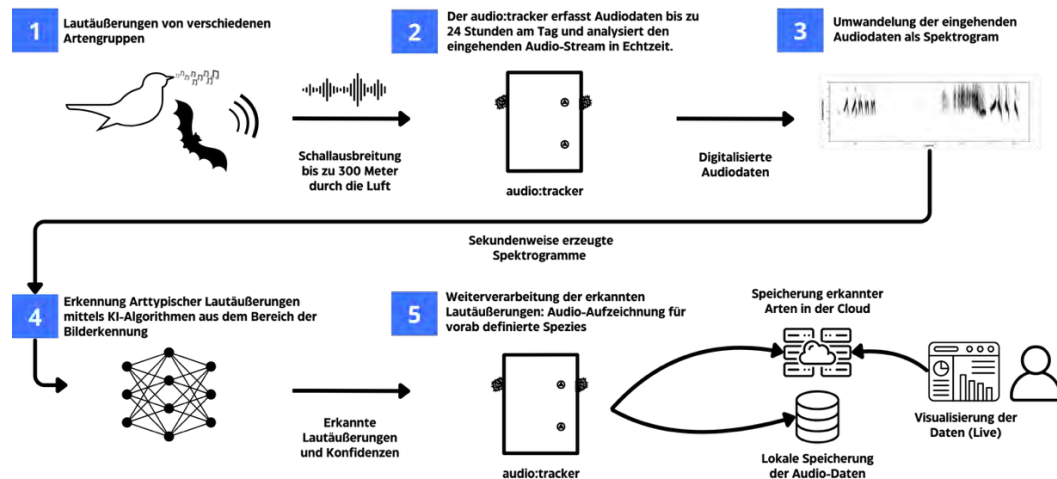 1
Lautäußerungen von verschiedenen
Artengruppen
2
Der audio:tracker erfasst Audiodaten bis zu
24 Stunden am Tag und analysiert den
eingehenden Audio-Stream in Echtzeit.
3
Umwandelung der eingehenden
Audiodaten als Spektrogram
Schallausbreitung
bis zu 300 Meter
durch die Luft
audio:tracker
Digitalisierte
Audiodaten
Sekundenweise erzeugte
Spektrogramme
4
Erkennung Arttypischer Lautäußerungen
mittels KI-Algorithmen aus dem Bereich der
Bilderkennung
5
Weiterverarbeitung der erkannten
Lautäußerungen: Audio-Aufzeichnung für
vorab definierte Spezies
Speicherung erkannter
Arten in der Cloud
Erkannte
Lautäußerungen
und Konfidenzen
audio:tracker
Lokale Speicherung
der Audio-Daten
Visualisierung der
Daten (Live)